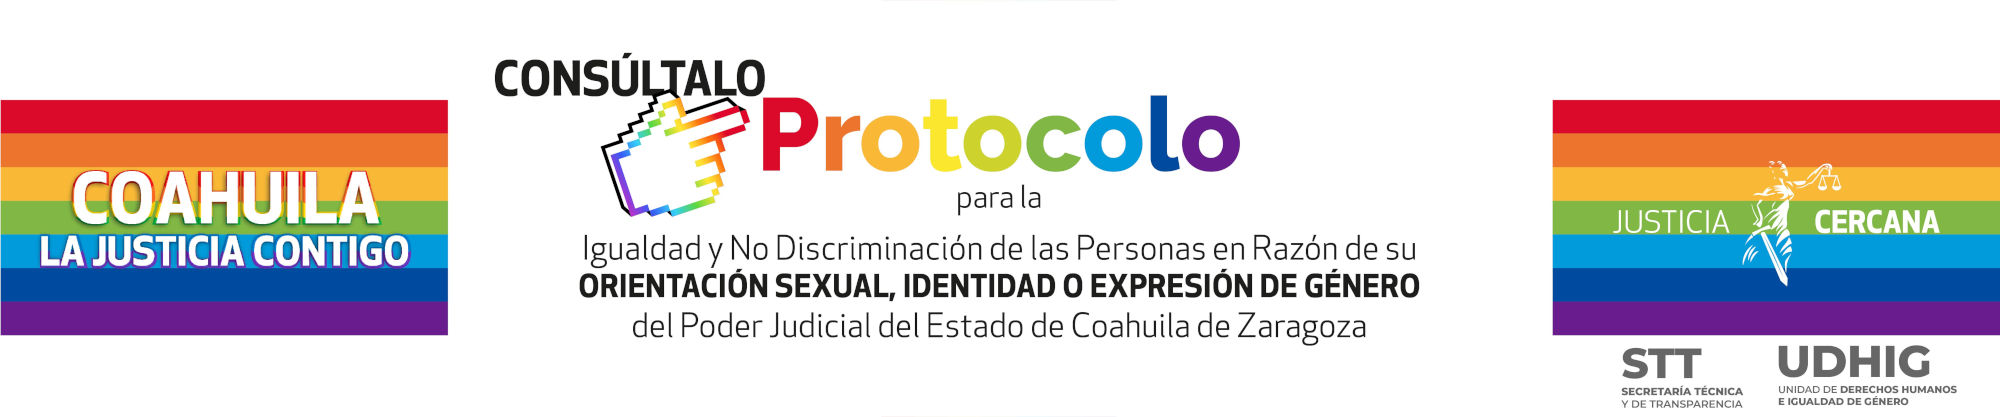 COAHUILA
LA JUSTICIA CONTIGO
CONSÚLTALO
Protocolo
para la
Igualdad y No Discriminación de las Personas en Razón de su
ORIENTACIÓN SEXUAL, IDENTIDAD O EXPRESIÓN DE GÉNERO
del Poder Judicial del Estado de Coahuila de Zaragoza
JUSTICIA CERCANA
STT
SECRETARÍA TÉCNICA
Y DE TRANSPARENCIA
UDHIG
UNIDAD DE DERECHOS HUMANOS
E IGUALDAD DE GÉNERO